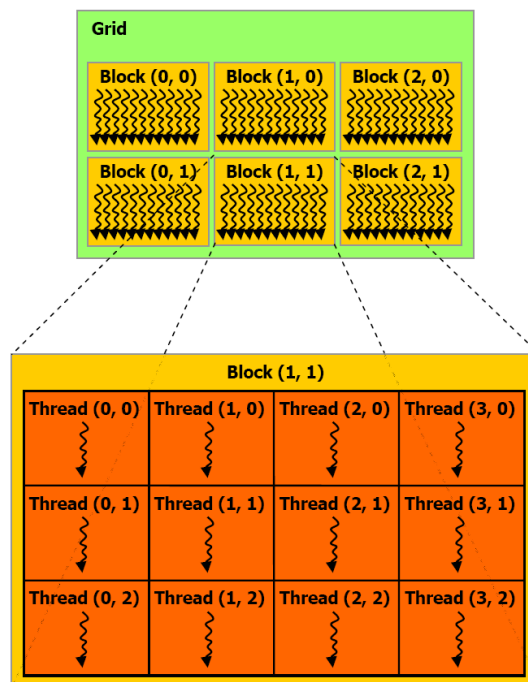 Grid
Block (0, 0) Block (1, 0) Block (2, 0)
Block (0, 1) Block (1, 1) Block (2, 1)
Block (1, 1)
Thread (0, 0) Thread (1, 0) Thread (2, 0) Thread (3, 0)
Thread (0, 1) Thread (1, 1) Thread (2, 1) Thread (3, 1)
Thread (0, 2) Thread (1, 2) Thread (2, 2) Thread (3, 2)